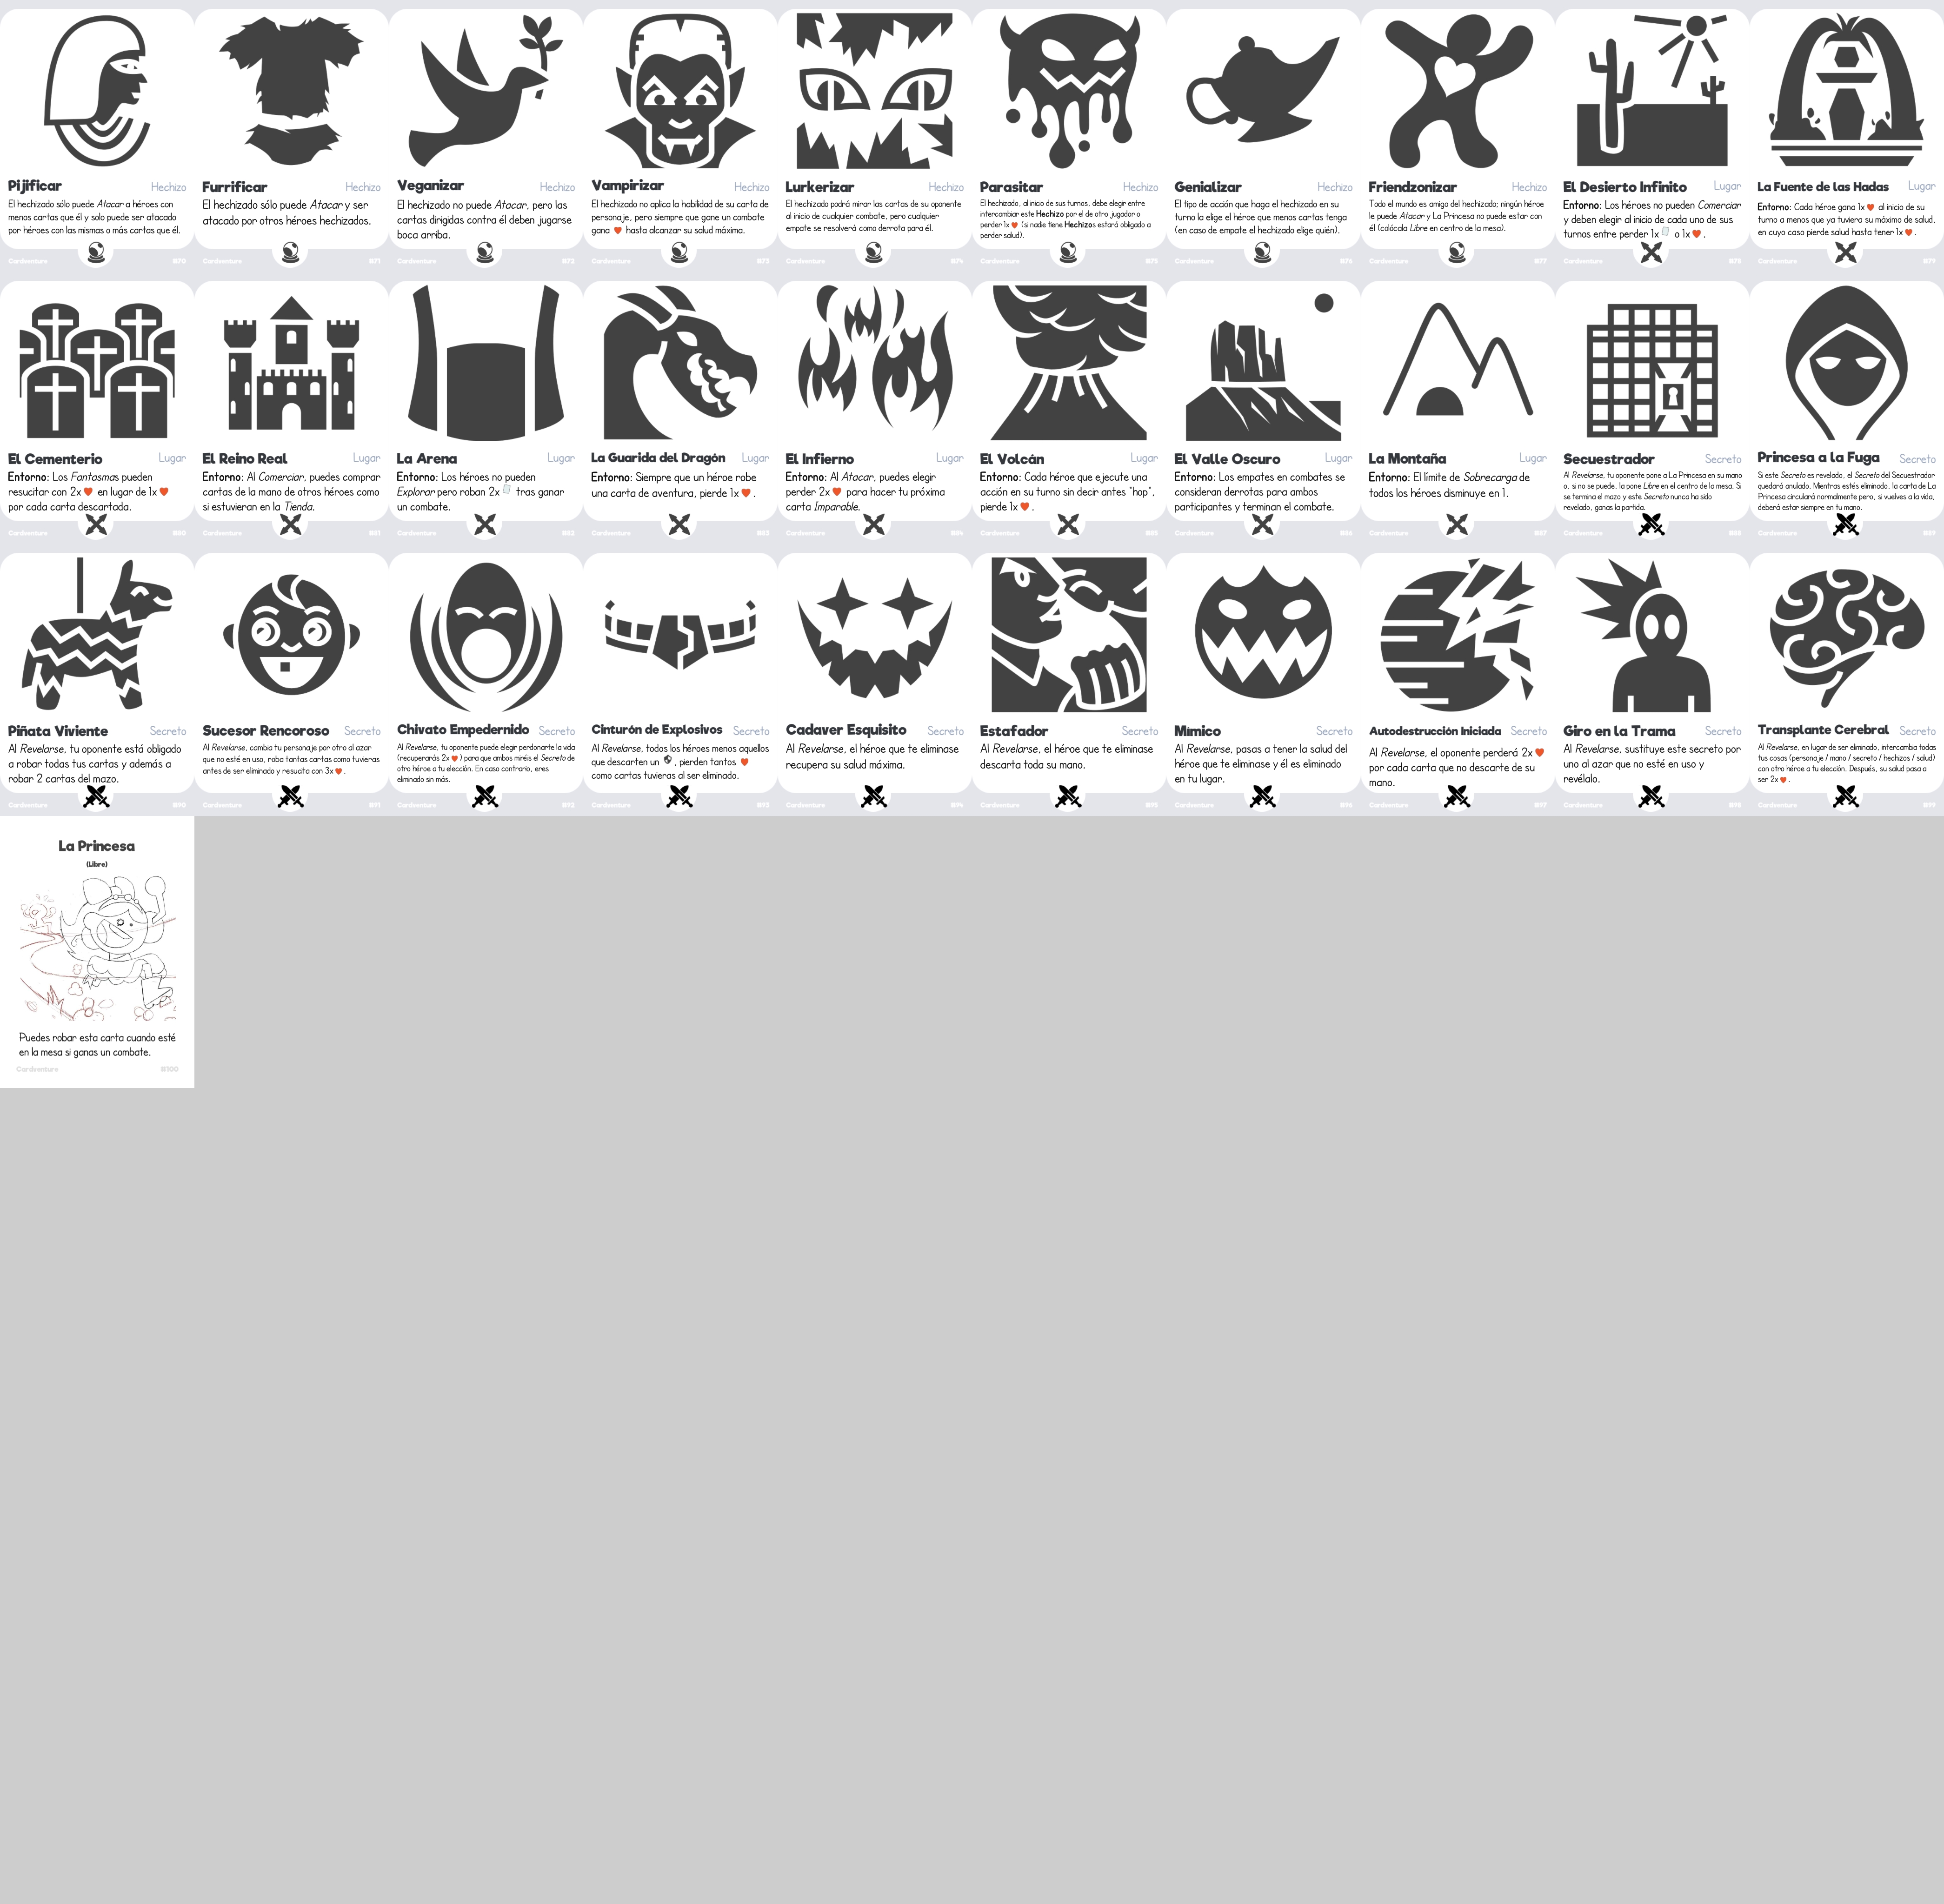 Pijificar Hechizo
El hechizado sólo puede Atacar a héroes con
menos cartas que él y solo puede ser atacado
por héroes con las mismas o más cartas que él.
Cardventure #070
Furrificar Hechizo
El hechizado sólo puede Atacar y ser
atacado por otros héroes hechizados.
Cardventure #071
Veganizar Hechizo
El hechizado no puede Atacar, pero las
cartas dirigidas contra él deben jugarse
boca arriba.
Cardventure #072
Vampirizar Hechizo
El hechizado no aplica la habilidad de su carta de
personaje, pero siempre que gane un combate
gana hasta alcanzar su salud máxima.
Cardventure #073
Lurkerizar Hechizo
El hechizado podrá mirar las cartas de su oponente
al inicio de cualquier combate, pero cualquier
empate se resolverá como derrota para él.
Cardventure #074
Parasitar Hechizo
El hechizado, al inicio de sus turnos, debe elegir entre
intercambiar este Hechizo por el de otro jugador o
perder 1x (si nadie tiene Hechizos estará obligado a
perder salud).
Cardventure #075
Genializar Hechizo
El tipo de acción que haga el hechizado en su
turno la elige el héroe que menos cartas tenga
(en caso de empate el hechizado elige quién).
Cardventure #076
Friendzonizar Hechizo
Todo el mundo es amigo del hechizado; ningún héroe
le puede Atacar y La Princesa no puede estar con
él (colócala Libre en centro de la mesa).
Cardventure #077
El Desierto Infinito Lugar
Entorno: Los héroes no pueden Comerciar
y deben elegir al inicio de cada uno de sus
turnos entre perder 1x o 1x .
Cardventure #078
La Fuente de las Hadas Lugar
Entorno: Cada héroe gana 1x al inicio de su
turno a menos que ya tuviera su máximo de salud,
en cuyo caso pierde salud hasta tener 1x .
Cardventure #079
El Cementerio Lugar
Entorno: Los Fantasmas pueden
resucitar con 2x en lugar de 1x
por cada carta descartada.
Cardventure #080
El Reino Real Lugar
Entorno: Al Comerciar, puedes comprar
cartas de la mano de otros héroes como
si estuvieran en la Tienda.
Cardventure #081
La Arena Lugar
Entorno: Los héroes no pueden
Explorar pero roban 2x tras ganar
un combate.
Cardventure #082
La Guarida del Dragón Lugar
Entorno: Siempre que un héroe robe
una carta de aventura, pierde 1x .
Cardventure #083
El Infierno Lugar
Entorno: Al Atacar, puedes elegir
perder 2x para hacer tu próxima
carta Imparable.
Cardventure #084
El Volcán Lugar
Entorno: Cada héroe que ejecute una
acción en su turno sin decir antes "hop",
pierde 1x .
Cardventure #085
El Valle Oscuro Lugar
Entorno: Los empates en combates se
consideran derrotas para ambos
participantes y terminan el combate.
Cardventure #086
La Montaña Lugar
Entorno: El límite de Sobrecarga de
todos los héroes disminuye en 1.
Cardventure #087
Secuestrador Secreto
Al Revelarse, tu oponente pone a La Princesa en su mano
o, si no se puede, la pone Libre en el centro de la mesa. Si
se termina el mazo y este Secreto nunca ha sido
revelado, ganas la partida.
Cardventure #088
Princesa a la Fuga Secreto
Si este Secreto es revelado, el Secreto del Secuestrador
quedará anulado. Mientras estés eliminado, la carta de La
Princesa circulará normalmente pero, si vuelves a la vida,
deberá estar siempre en tu mano.
Cardventure #089
Piñata Viviente Secreto
Al Revelarse, tu oponente está obligado
a robar todas tus cartas y además a
robar 2 cartas del mazo.
Cardventure #090
Sucesor Rencoroso Secreto
Al Revelarse, cambia tu personaje por otro al azar
que no esté en uso, roba tantas cartas como tuvieras
antes de ser eliminado y resucita con 3x .
Cardventure #091
Chivato Empedernido Secreto
Al Revelarse, tu oponente puede elegir perdonarte la vida
(recuperarás 2x ) para que ambos miréis el Secreto de
otro héroe a tu elección. En caso contrario, eres
eliminado sin más.
Cardventure #092
Cinturón de Explosivos Secreto
Al Revelarse, todos los héroes menos aquellos
que descarten un , pierden tantos
como cartas tuvieras al ser eliminado.
Cardventure #093
Cadaver Esquisito Secreto
Al Revelarse, el héroe que te eliminase
recupera su salud máxima.
Cardventure #094
Estafador Secreto
Al Revelarse, el héroe que te eliminase
descarta toda su mano.
Cardventure #095
Mimico Secreto
Al Revelarse, pasas a tener la salud del
héroe que te eliminase y él es eliminado
en tu lugar.
Cardventure #096
Autodestrucción Iniciada Secreto
Al Revelarse, el oponente perderá 2x
por cada carta que no descarte de su
mano.
Cardventure #097
Giro en la Trama Secreto
Al Revelarse, sustituye este secreto por
uno al azar que no esté en uso y
revélalo.
Cardventure #098
Transplante Cerebral Secreto
Al Revelarse, en lugar de ser eliminado, intercambia todas
tus cosas (personaje / mano / secreto / hechizos / salud)
con otro héroe a tu elección. Después, su salud pasa a
ser 2x .
Cardventure #099
La Princesa
(Libre)
Puedes robar esta carta cuando esté
en la mesa si ganas un combate.
Cardventure #100